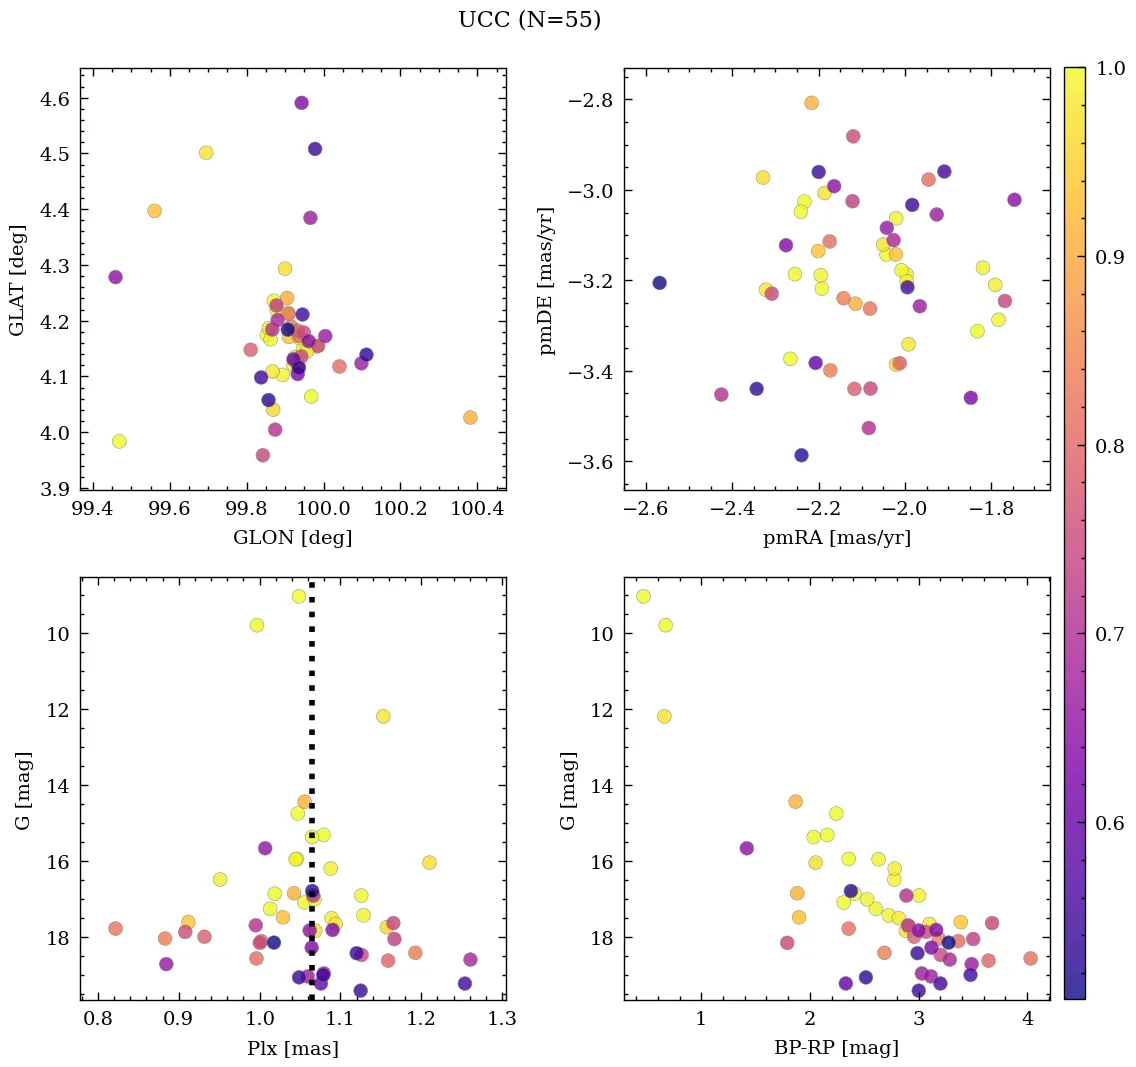 UCC (N=55)
4.6
4.5
4.4
4.3
4.2
4.1
4.0
3.9
GLAT [deg]
99.4 99.6 99.8 100.0 100.2 100.4
GLON [deg]
−2.8
−3.0
−3.2
−3.4
−3.6
pmDE [mas/yr]
−2.6 −2.4 −2.2 −2.0 −1.8
pmRA [mas/yr]
10
12
14
16
18
G [mag]
0.8 0.9 1.0 1.1 1.2 1.3
Plx [mas]
10
12
14
16
18
G [mag]
1 2 3 4
BP-RP [mag]
1.0
0.9
0.8
0.7
0.6